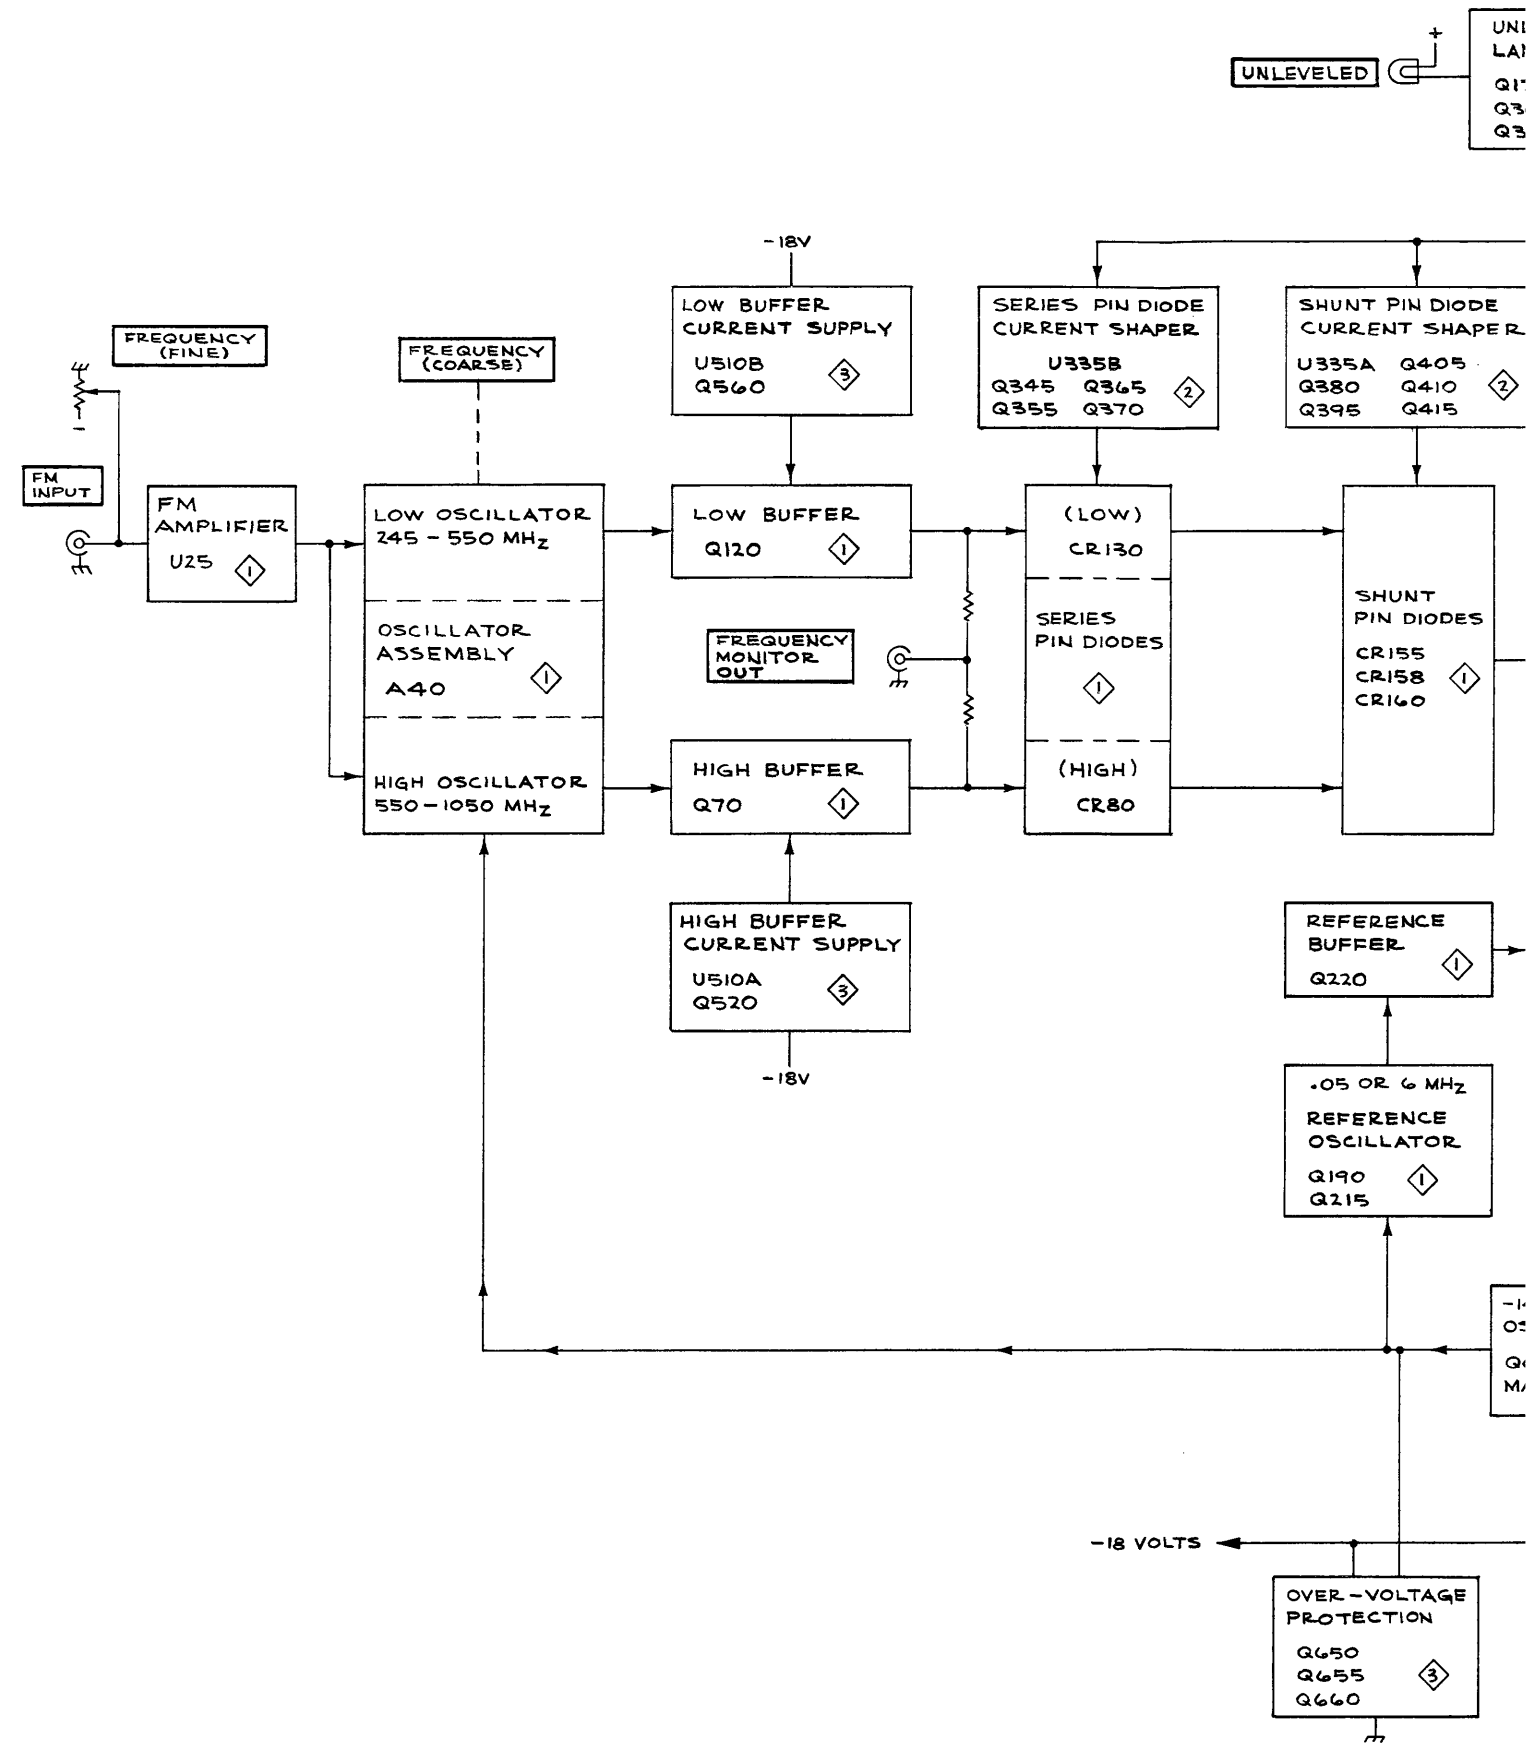 +
UNLEVELED
Q3
Q3
-18V
LOW BUFFER
CURRENT SUPPLY
U510B
Q560
3
SERIES PIN DIODE
CURRENT SHAPER
U335B
Q345 Q365
Q355 Q370
2
SHUNT PIN DIODE
CURRENT SHAPER
U335A Q405
Q380 Q410
Q395 Q415
2
FREQUENCY
(FINE)
-
FREQUENCY
(COARSE)
FM
INPUT
FM
AMPLIFIER
U25
1
LOW OSCILLATOR
245 - 550 MHz
OSCILLATOR
ASSEMBLY
A40
1
HIGH OSCILLATOR
550-1050 MHz
LOW BUFFER
Q120
1
FREQUENCY
MONITOR
OUT
HIGH BUFFER
Q70
1
(LOW)
CR130
SERIES
PIN DIODES
1
(HIGH)
CR80
SHUNT
PIN DIODES
CR155
CR158
CR160
1
HIGH BUFFER
CURRENT SUPPLY
U510A
Q520
3
-18V
REFERENCE
BUFFER
Q220
1
.05 OR 6 MHz
REFERENCE
OSCILLATOR
Q190
Q215
1
-18 VOLTS
OVER-VOLTAGE
PROTECTION
Q650
Q655
Q660
3